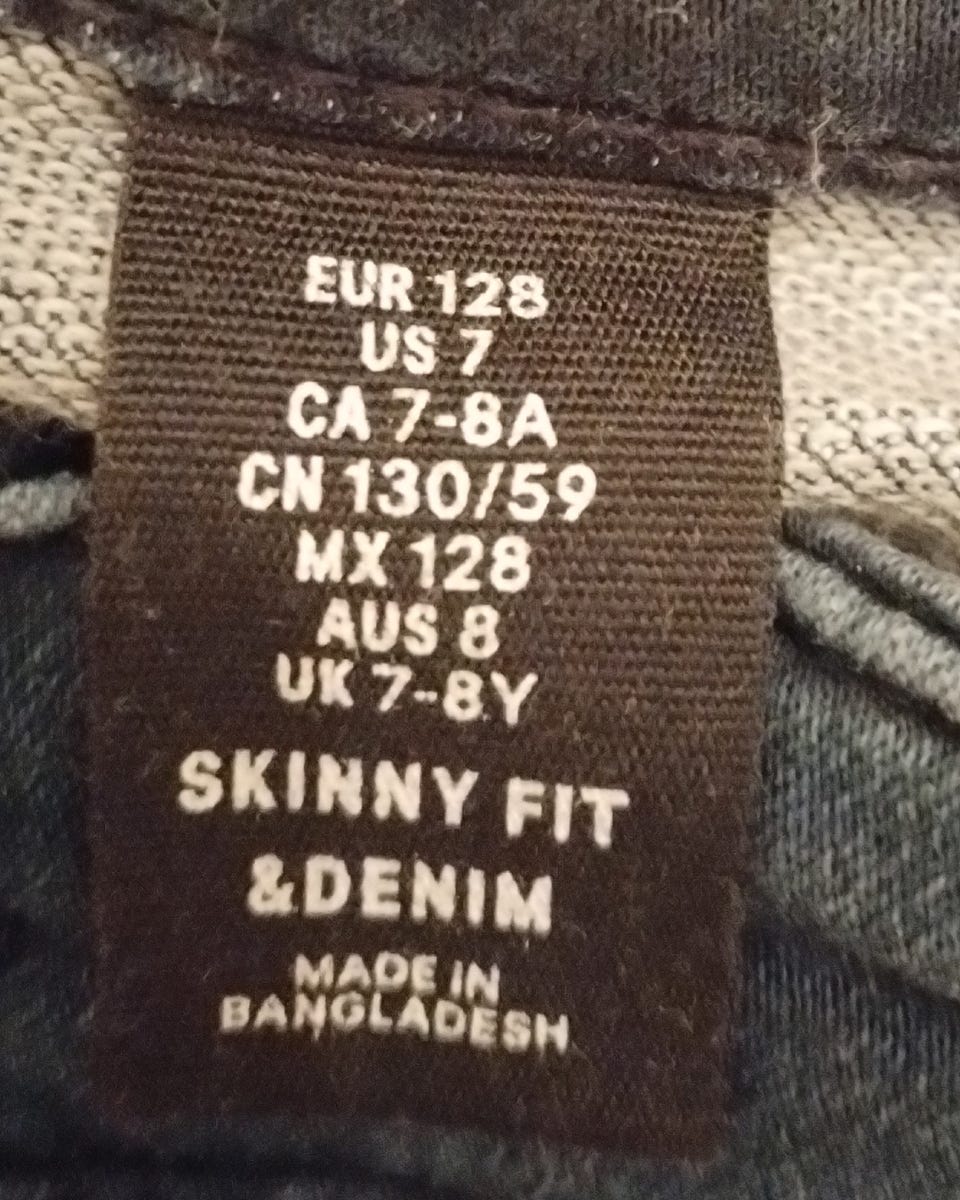 EUR 128
US 7
CA 7-8A
CN 130/59
MX 128
AUS 8
UK 7-8Y
SKINNY FIT
&DENIM
MADE IN
BANGLADESH